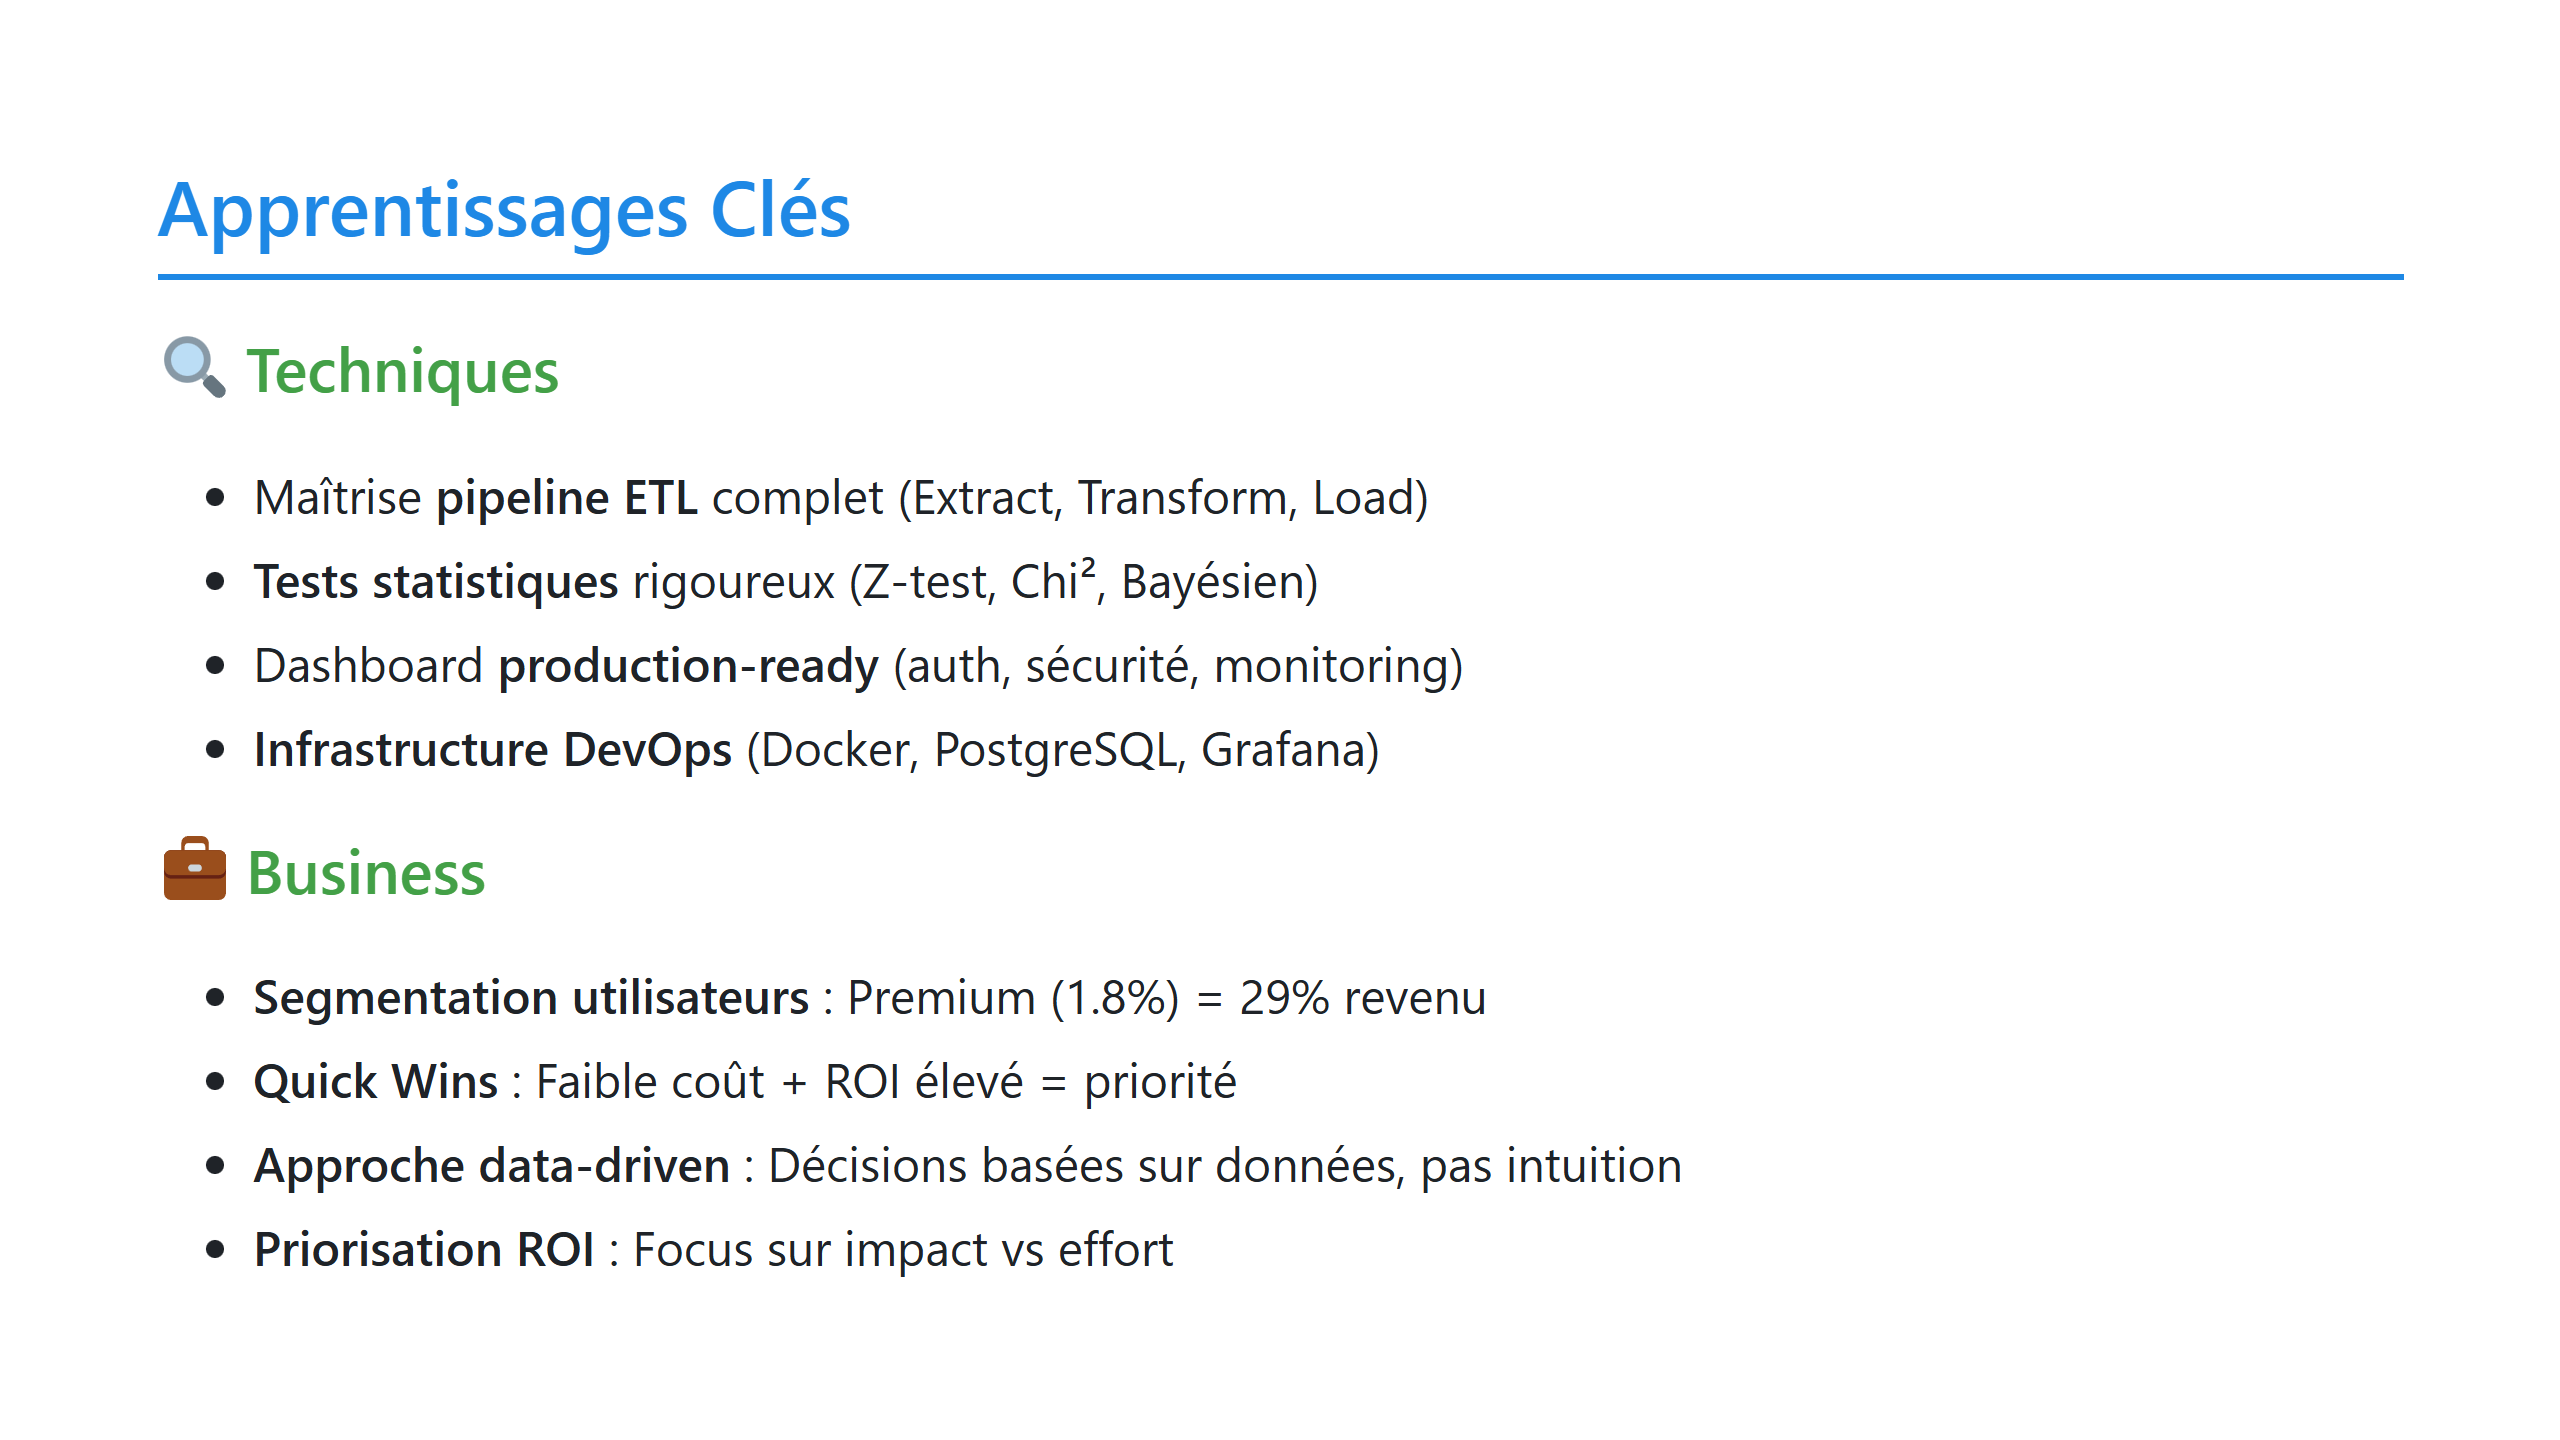 Apprentissages Clés
Techniques
Maîtrise pipeline ETL complet (Extract, Transform, Load)
Tests statistiques rigoureux (Z-test, Chi², Bayésien)
Dashboard production-ready (auth, sécurité, monitoring)
Infrastructure DevOps (Docker, PostgreSQL, Grafana)
Business
Segmentation utilisateurs : Premium (1.8%) = 29% revenu
Quick Wins : Faible coût + ROI élevé = priorité
Approche data-driven : Décisions basées sur données, pas intuition
Priorisation ROI : Focus sur impact vs effort